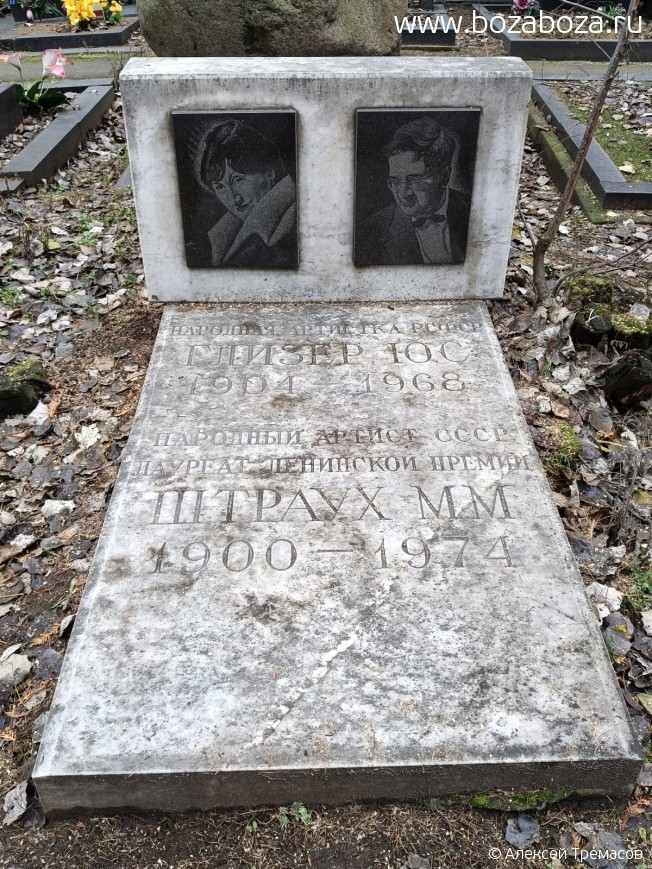 www.bozaboza.ru
НАРОДНАЯ АРТИСТКА РСФСР
ГЛИЗЕР Ю.С
1904 — 1968
НАРОДНЫЙ АРТИСТ СССР
ЛАУРЕАТ ЛЕНИНСКОЙ ПРЕМИИ
ШТРАУХ ММ
1900 — 1974
© Алексей Тремасов